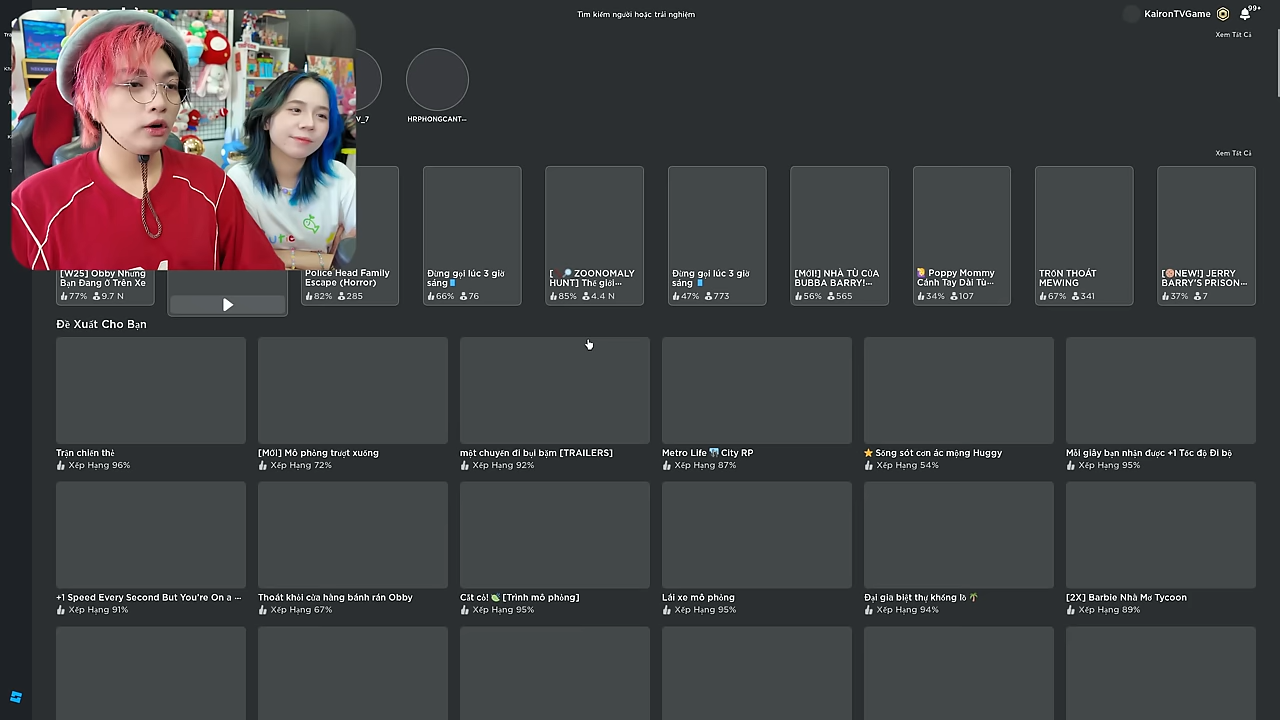 Tìm kiếm người hoặc trải nghiệm
KaironTVGame
99+
Xem Tất Cả
V_7
HRPHONGCANT...
Xem Tất Cả
[W25] Obby Nhưng
Bạn Đang Ở Trên Xe
77% 9.7 N
Police Head Family
Escape (Horror)
82% 285
Đừng gọi lúc 3 giờ
sáng
66% 76
[ ZOONOMALY
HUNT] Thế giới...
85% 4.4 N
Đừng gọi lúc 3 giờ
sáng
47% 773
[MỚI!] NHÀ TÙ CỦA
BUBBA BARRY!...
56% 565
Poppy Mommy
Cánh Tay Dài Tù...
34% 107
TRỐN THOÁT
MEWING
67% 341
[NEW!] JERRY
BARRY'S PRISON...
37% 7
Đề Xuất Cho Bạn
Trận chiến thẻ
Xếp Hạng 96%
[MỚI] Mô phỏng trượt xuống
Xếp Hạng 72%
một chuyến đi bụi bặm [TRAILERS]
Xếp Hạng 92%
Metro Life City RP
Xếp Hạng 87%
Sống sót cơn ác mộng Huggy
Xếp Hạng 54%
Mỗi giây bạn nhận được +1 Tốc độ Đi bộ
Xếp Hạng 95%
+1 Speed Every Second But You're On a ...
Xếp Hạng 91%
Thoát khỏi cửa hàng bánh rán Obby
Xếp Hạng 67%
Cắt cỏ! [Trình mô phỏng]
Xếp Hạng 95%
Lái xe mô phỏng
Xếp Hạng 95%
Đại gia biệt thự khổng lồ
Xếp Hạng 94%
[2X] Barbie Nhà Mơ Tycoon
Xếp Hạng 89%